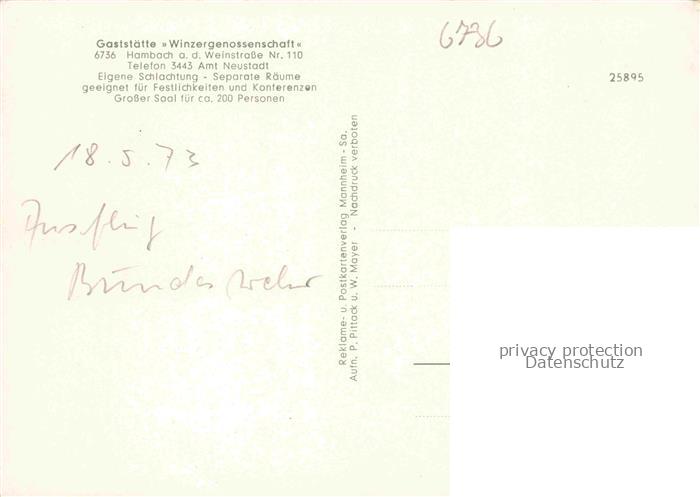 Gaststätte »Winzergenossenschaft«
6736 Hambach a. d. Weinstraße Nr. 110
Telefon 3443 Amt Neustadt
Eigene Schlachtung - Separate Räume
geeignet für Festlichkeiten und Konferenzen
Großer Saal für ca. 200 Personen
6736
25895
18.5.73
Ausflug
Bundeswehr
Reklame- u. Postkartenverlag Mannheim - Sa.
Aufn. P. Pittack u. W. Mayer - Nachdruck verboten
privacy protection
Datenschutz